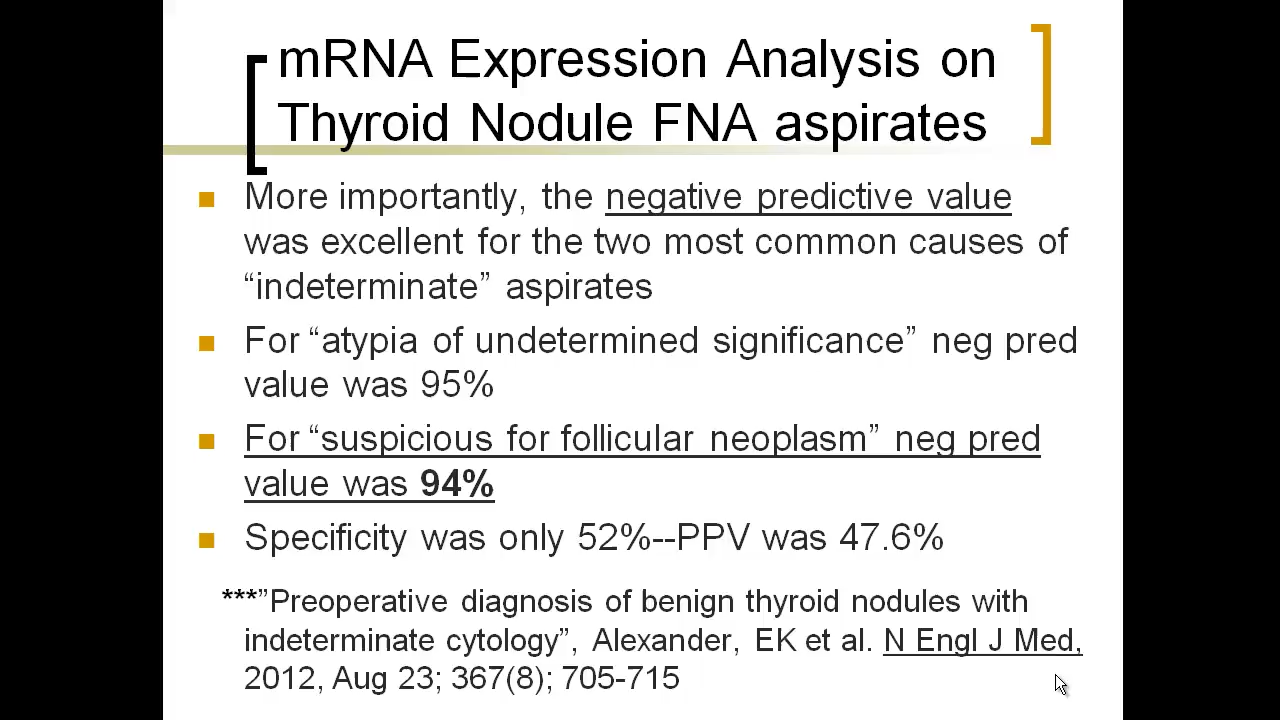 mRNA Expression Analysis on
Thyroid Nodule FNA aspirates
More importantly, the negative predictive value
was excellent for the two most common causes of
“indeterminate” aspirates
For “atypia of undetermined significance” neg pred
value was 95%
For “suspicious for follicular neoplasm” neg pred
value was 94%
Specificity was only 52%--PPV was 47.6%
***”Preoperative diagnosis of benign thyroid nodules with
indeterminate cytology”, Alexander, EK et al. N Engl J Med,
2012, Aug 23; 367(8); 705-715